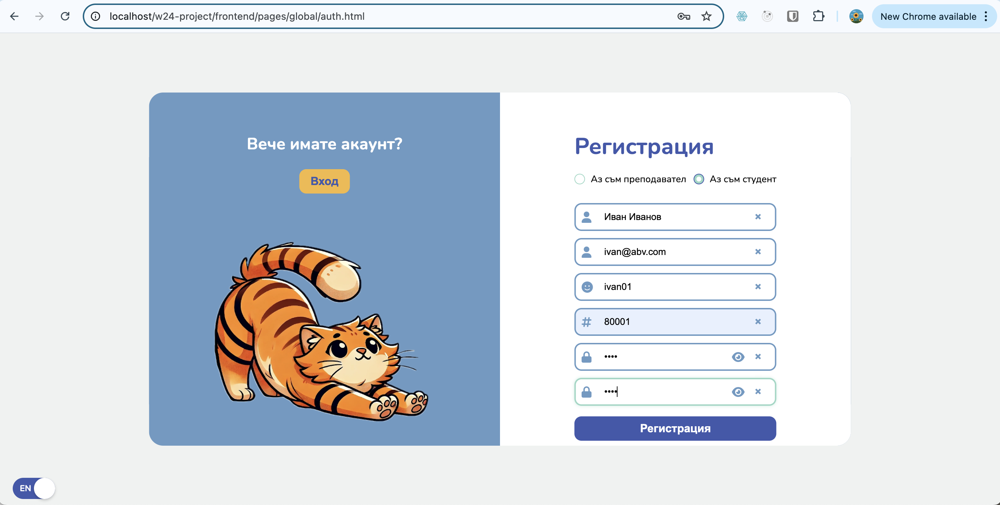 localhost/w24-project/frontend/pages/global/auth.html
New Chrome available
Вече имате акаунт?
Вход
Регистрация
Аз съм преподавател Аз съм студент
Иван Иванов
ivan@abv.com
ivan01
80001
••••
••••
Регистрация
EN